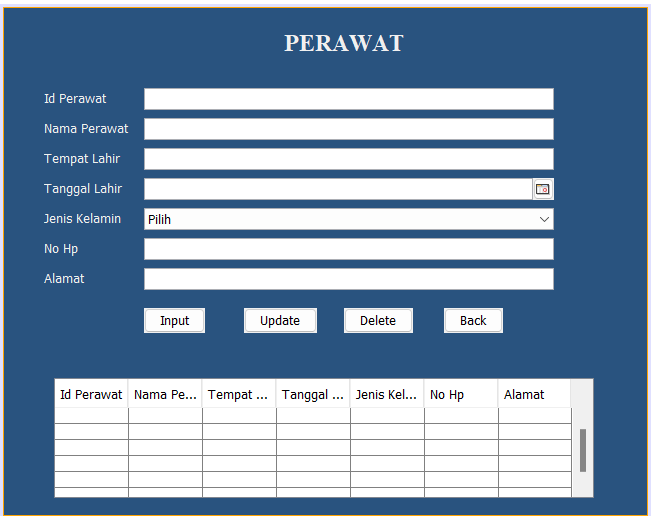 PERAWAT
Id Perawat
Nama Perawat
Tempat Lahir
Tanggal Lahir
Jenis Kelamin Pilih
No Hp
Alamat
Input Update Delete Back
Id Perawat Nama Pe... Tempat ... Tanggal ... Jenis Kel... No Hp Alamat